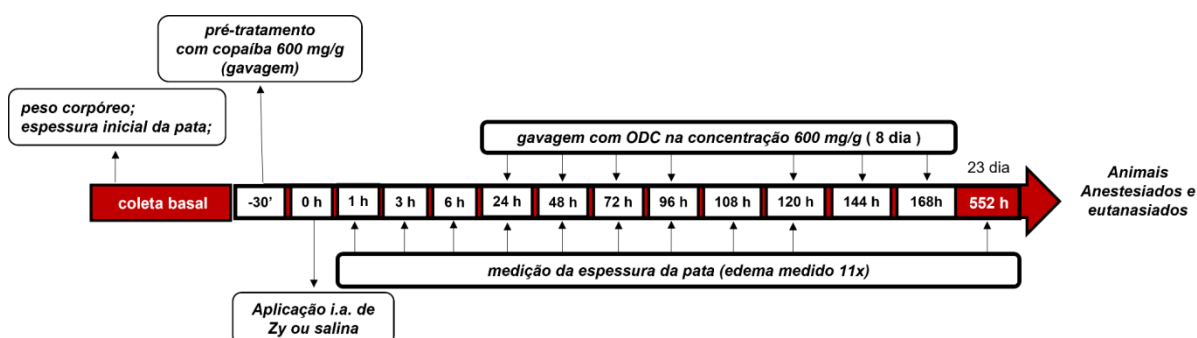 pré-tratamento
com copaíba 600 mg/g
(gavagem)
peso corpóreo;
espessura inicial da pata;
gavagem com ODC na concentração 600 mg/g ( 8 dia )
23 dia
coleta basal
-30'
0 h
1 h
3 h
6 h
24 h
48 h
72 h
96 h
108 h
120 h
144 h
168h
552 h
Animais
Anestesiados e
eutanasiados
medição da espessura da pata (edema medido 11x)
Aplicação i.a. de
Zy ou salina